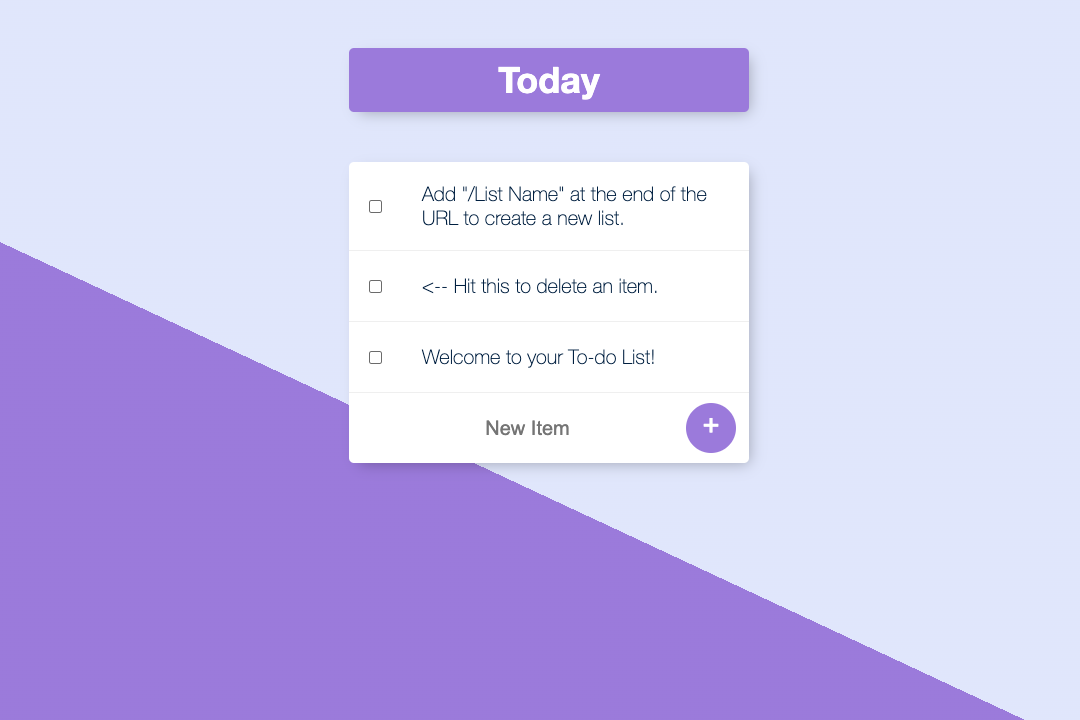 Today
Add "/List Name" at the end of the
URL to create a new list.
<-- Hit this to delete an item.
Welcome to your To-do List!
New Item
+